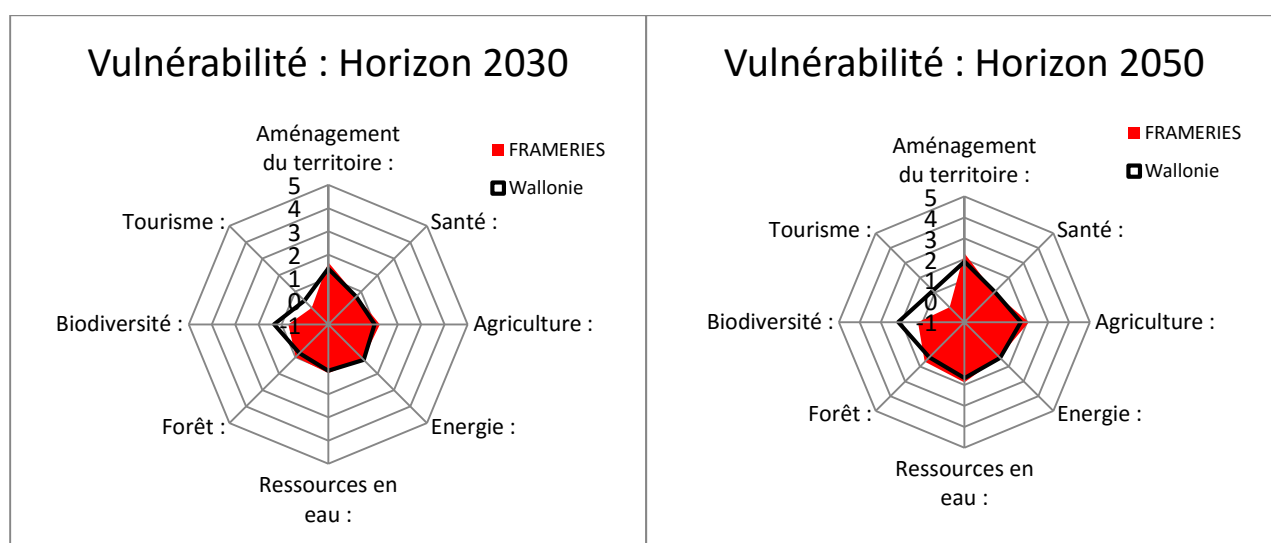 Vulnérabilité : Horizon 2030
Aménagement
du territoire :
FRAMERIES
Wallonie
5
4
3
2
1
0
-1
Tourisme :
Santé :
Biodiversité :
Agriculture :
Forêt :
Energie :
Ressources en
eau :
Vulnérabilité : Horizon 2050
Aménagement
du territoire :
FRAMERIES
Wallonie
5
4
3
2
1
0
-1
Tourisme :
Santé :
Biodiversité :
Agriculture :
Forêt :
Energie :
Ressources en
eau :